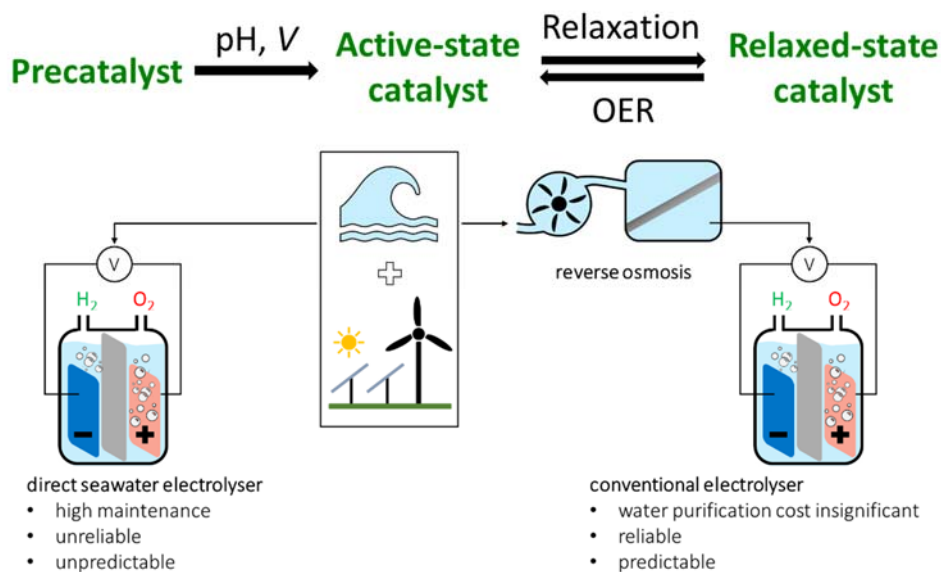 pH, V
Relaxation
Precatalyst
Active-state
catalyst
Relaxed-state
catalyst
OER
V
H₂
O₂
−
+
reverse osmosis
V
H₂
O₂
−
+
direct seawater electrolyser
• high maintenance
• unreliable
• unpredictable
conventional electrolyser
• water purification cost insignificant
• reliable
• predictable